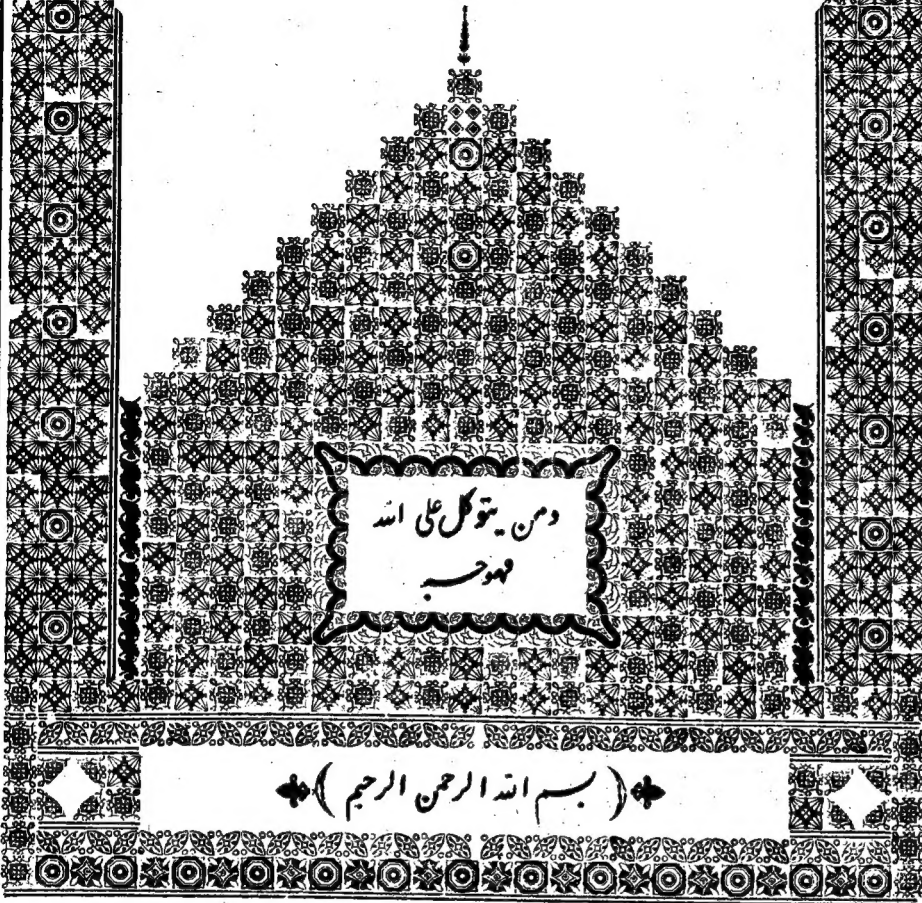 ومن يتوكل على الله
فهو حسبه
﴿ بسم الله الرحمن الرحيم ﴾